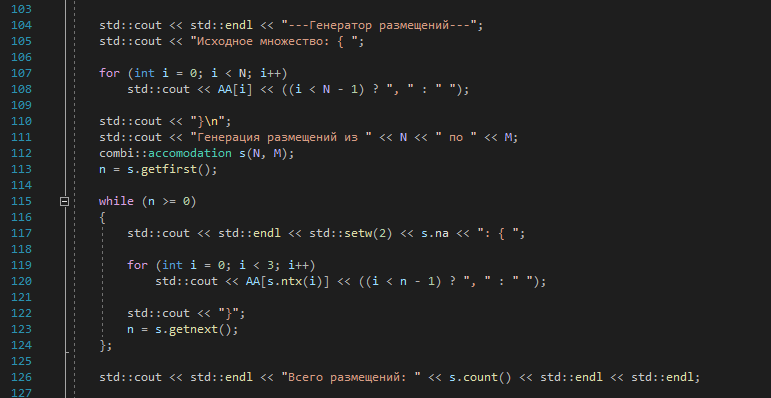 103
104 std::cout << std::endl << "---Генератор размещений---";
105 std::cout << "Исходное множество: { ";
106
107 for (int i = 0; i < N; i++)
108 std::cout << AA[i] << ((i < N - 1) ? ", " : " ");
109
110 std::cout << "}\n";
111 std::cout << "Генерация размещений из " << N << " по " << M;
112 combi::accomodation s(N, M);
113 n = s.getfirst();
114
115 while (n >= 0)
116 {
117 std::cout << std::endl << std::setw(2) << s.na << ": { ";
118
119 for (int i = 0; i < 3; i++)
120 std::cout << AA[s.ntx(i)] << ((i < n - 1) ? ", " : " ");
121
122 std::cout << "}";
123 n = s.getnext();
124 };
125
126 std::cout << std::endl << "Всего размещений: " << s.count() << std::endl << std::endl;
127